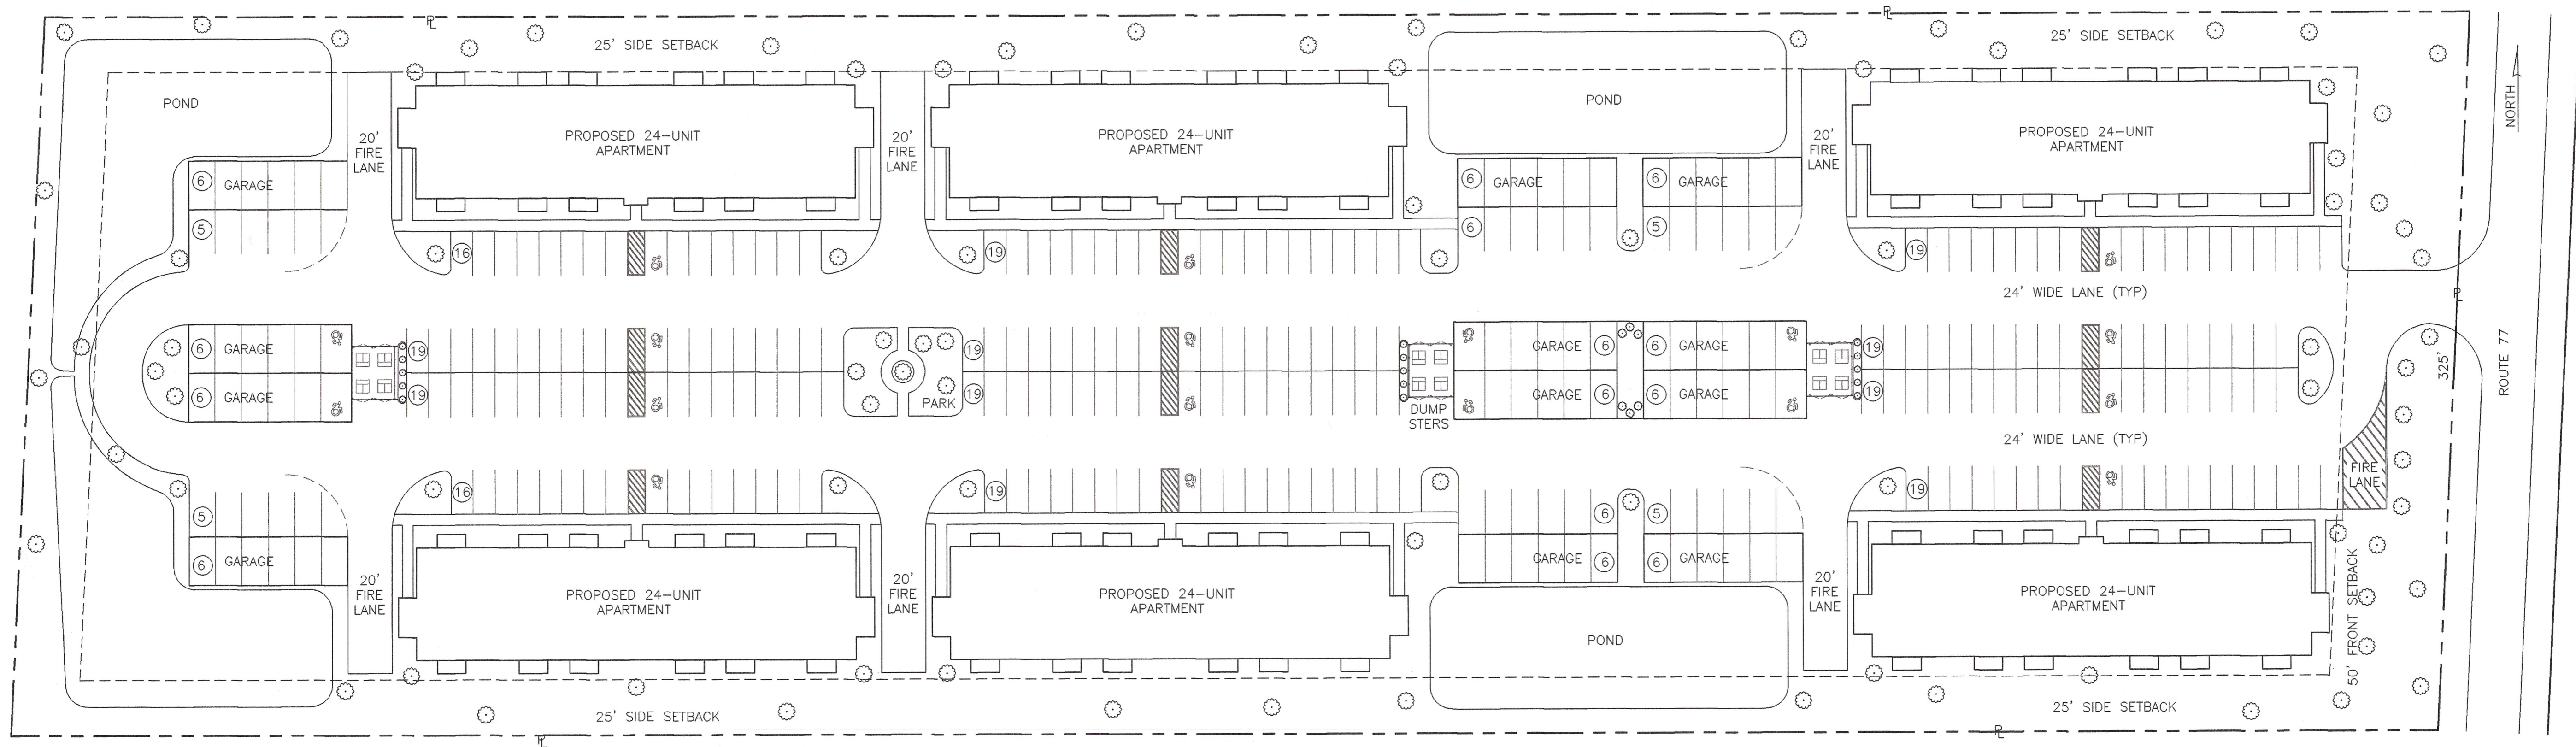 ℄
℄
25' SIDE SETBACK
25' SIDE SETBACK
NORTH
POND
POND
20'
FIRE
LANE
PROPOSED 24-UNIT
APARTMENT
20'
FIRE
LANE
PROPOSED 24-UNIT
APARTMENT
20'
FIRE
LANE
PROPOSED 24-UNIT
APARTMENT
6 GARAGE
6 GARAGE
6 GARAGE
5
6
5
16
19
19
24' WIDE LANE (TYP)
℄
6 GARAGE
19
19
GARAGE 6
6 GARAGE
19
325'
ROUTE 77
6 GARAGE
19
PARK
19
DUMP
STERS
GARAGE 6
6 GARAGE
19
24' WIDE LANE (TYP)
FIRE
LANE
16
19
19
5
6
5
6 GARAGE
GARAGE 6
6 GARAGE
20'
FIRE
LANE
PROPOSED 24-UNIT
APARTMENT
20'
FIRE
LANE
PROPOSED 24-UNIT
APARTMENT
20'
FIRE
LANE
PROPOSED 24-UNIT
APARTMENT
50' FRONT SETBACK
POND
25' SIDE SETBACK
25' SIDE SETBACK
℄
℄